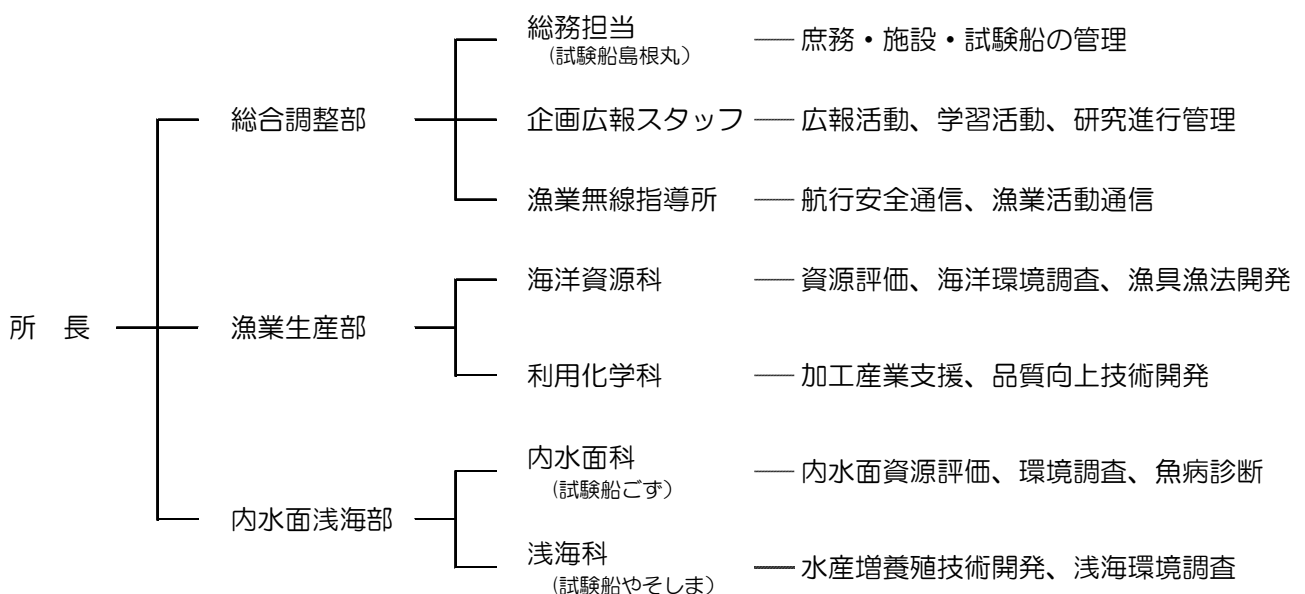 総務担当 庶務・施設・試験船の管理
(試験船島根丸)
総合調整部 企画広報スタッフ 広報活動、学習活動、研究進行管理
漁業無線指導所 航行安全通信、漁業活動通信
海洋資源科 資源評価、海洋環境調査、漁具漁法開発
所 長 漁業生産部
利用化学科 加工産業支援、品質向上技術開発
内水面科 内水面資源評価、環境調査、魚病診断
(試験船ごず)
内水面浅海部
浅海科 水産増養殖技術開発、浅海環境調査
(試験船やそしま)